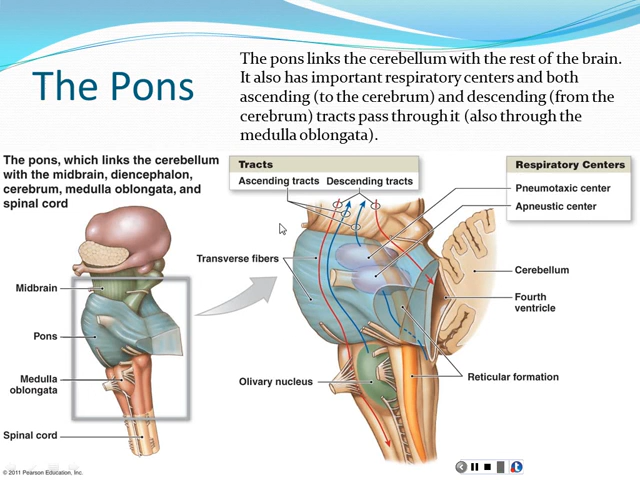 The Pons
The pons links the cerebellum with the rest of the brain.
It also has important respiratory centers and both
ascending (to the cerebrum) and descending (from the
cerebrum) tracts pass through it (also through the
medulla oblongata).
The pons, which links the cerebellum
with the midbrain, diencephalon,
cerebrum, medulla oblongata, and
spinal cord
Midbrain
Pons
Medulla
oblongata
Spinal cord
Tracts
Ascending tracts Descending tracts
Transverse fibers
Olivary nucleus
Respiratory Centers
Pneumotaxic center
Apneustic center
Cerebellum
Fourth
ventricle
Reticular formation
© 2011 Pearson Education, Inc.